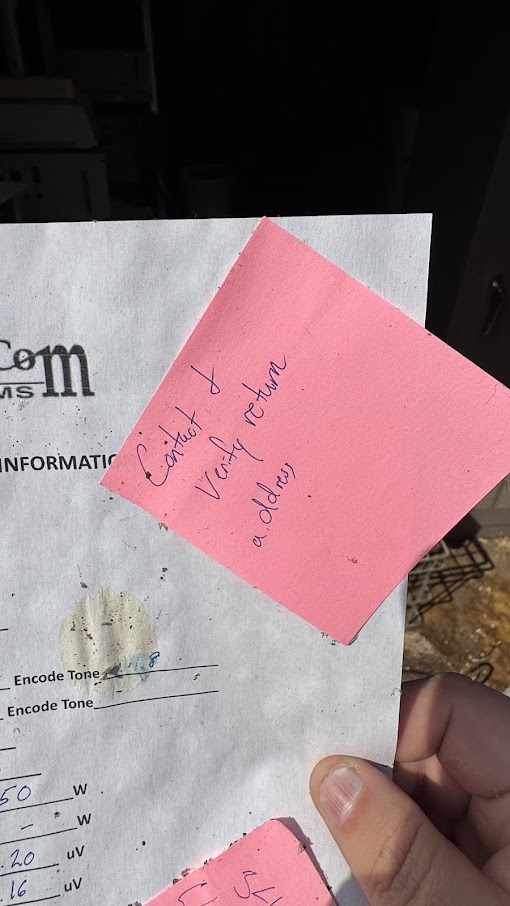 Com
MS
INFORMATIO
Contact &
Verify return
address
Encode Tone
Encode Tone
50 W
- W
.20 uV
.16 uV